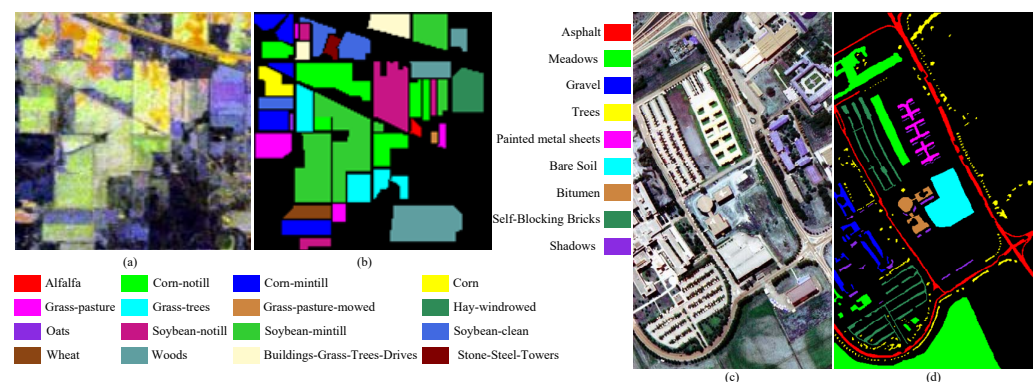 (a)
(b)
Alfalfa
Corn-notill
Corn-mintill
Corn
Grass-pasture
Grass-trees
Grass-pasture-mowed
Hay-windrowed
Oats
Soybean-notill
Soybean-mintill
Soybean-clean
Wheat
Woods
Buildings-Grass-Trees-Drives
Stone-Steel-Towers
Asphalt
Meadows
Gravel
Trees
Painted metal sheets
Bare Soil
Bitumen
Self-Blocking Bricks
Shadows
(c)
(d)